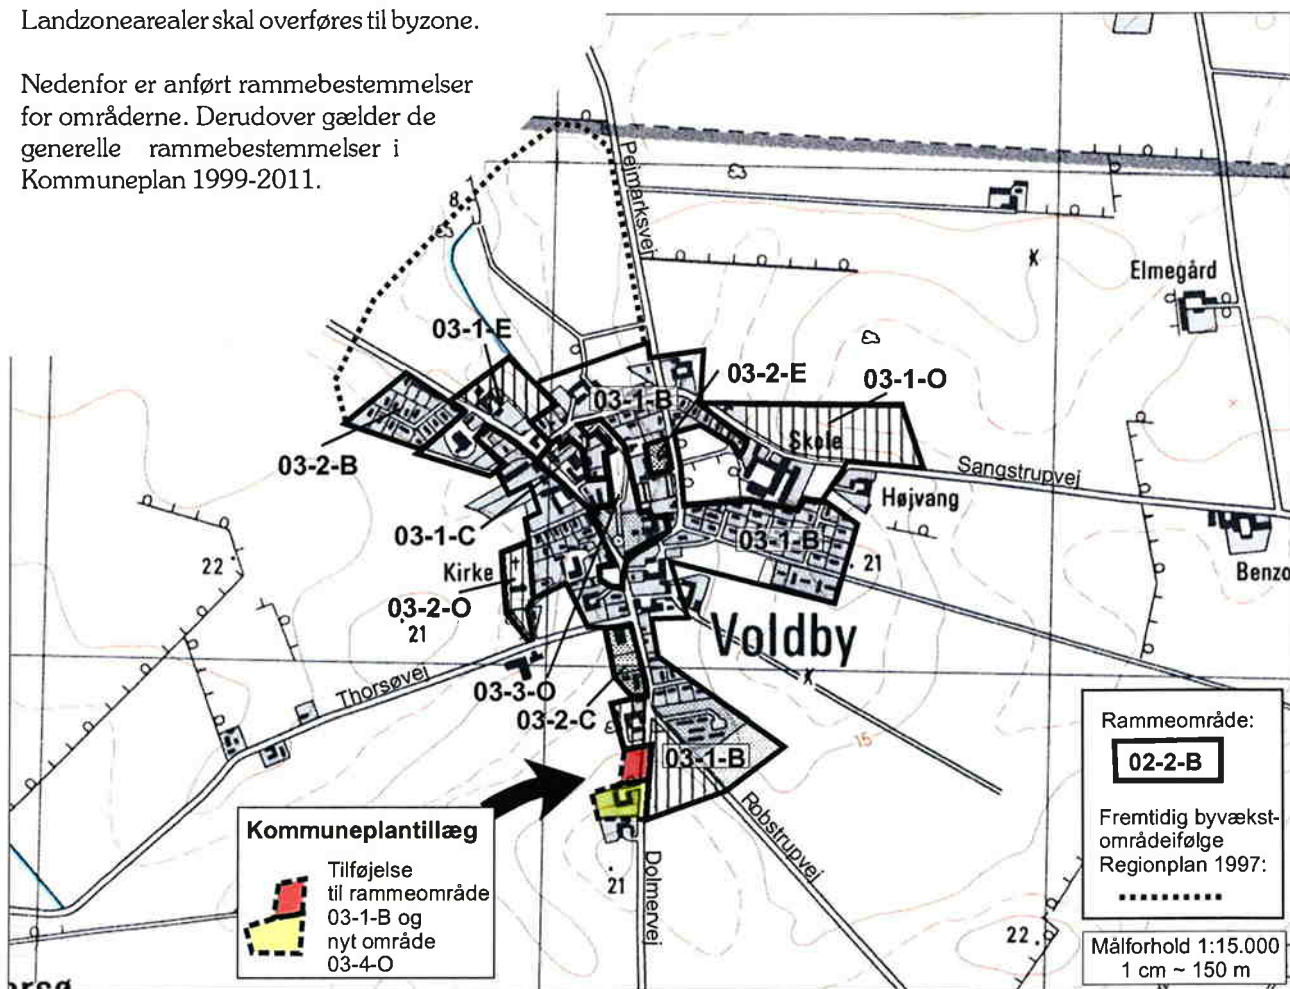 Landzonearealer skal overføres til byzone.
Nedenfor er anført rammebestemmelser
for områderne. Derudover gælder de
generelle rammebestemmelser i
Kommuneplan 1999-2011.
Pelmarksvej
8
Elmegård
03-1-E
03-2-E
03-1-O
03-1-B
Skole
Sangstrupvej
03-2-B
Højvang
03-1-C
03-1-B
22
Kirke
21
Benzo
03-2-O
21
Voldby
Thorsøvej
03-3-O
03-2-C
15
03-1-B
Robstrupvej
Dolmervej
21
22
Rammeområde:
02-2-B
Fremtidig byvækst-
områdeifølge
Regionplan 1997:
Målforhold 1:15.000
1 cm ~ 150 m
Kommuneplantillæg
Tilføjelse
til rammeområde
03-1-B og
nyt område
03-4-O